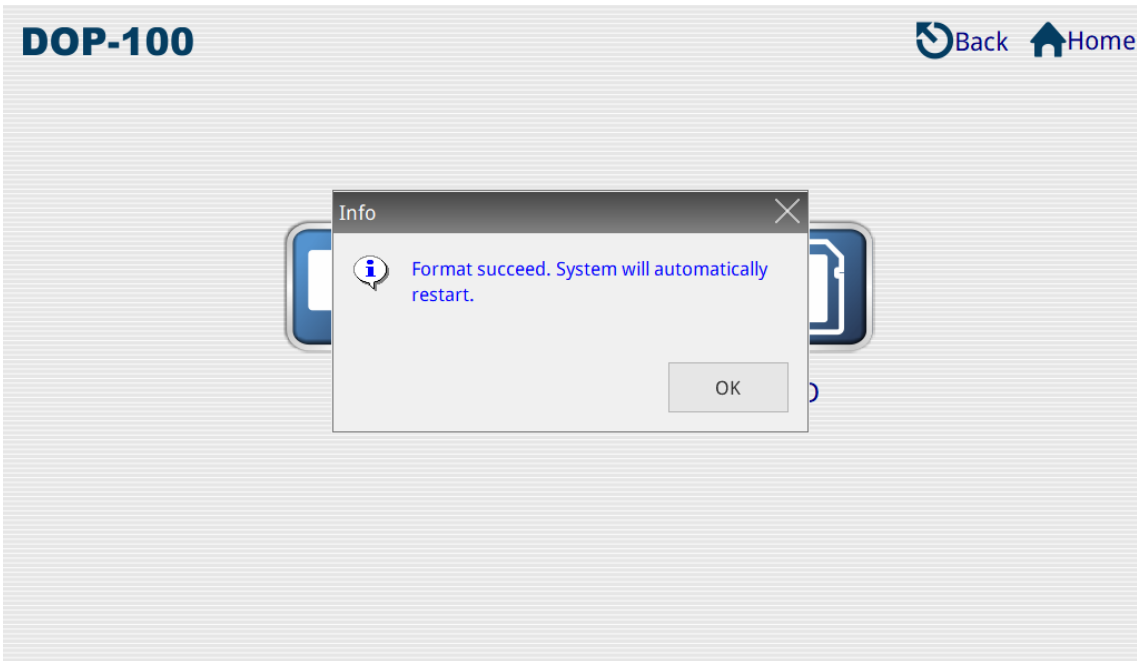 DOP-100
Back
Home
Info
Format succeed. System will automatically
restart.
OK